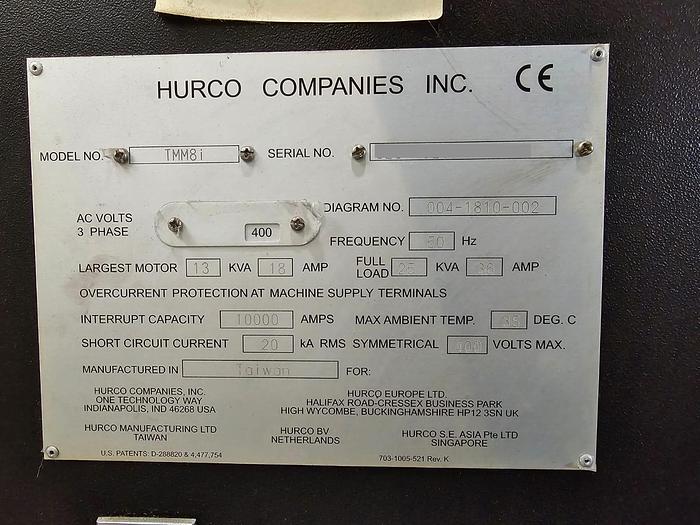 HURCO COMPANIES INC. CE
MODEL NO. TMM8i SERIAL NO.
DIAGRAM NO. 004-1810-002
AC VOLTS
3 PHASE
400
FREQUENCY Hz
LARGEST MOTOR 13 KVA 18 AMP FULL LOAD 25 KVA 36 AMP
OVERCURRENT PROTECTION AT MACHINE SUPPLY TERMINALS
INTERRUPT CAPACITY 10000 AMPS MAX AMBIENT TEMP. 35 DEG. C
SHORT CIRCUIT CURRENT 20 kA RMS SYMMETRICAL 400 VOLTS MAX.
MANUFACTURED IN Taiwan FOR:
HURCO COMPANIES, INC.
ONE TECHNOLOGY WAY
INDIANAPOLIS, IND 46268 USA
HURCO EUROPE LTD.
HALIFAX ROAD-CRESSEX BUSINESS PARK
HIGH WYCOMBE, BUCKINGHAMSHIRE HP12 3SN UK
HURCO MANUFACTURING LTD
TAIWAN
HURCO BV
NETHERLANDS
HURCO S.E. ASIA Pte LTD
SINGAPORE
U.S. PATENTS: D-288820 & 4,477,754
703-1005-521 Rev. K